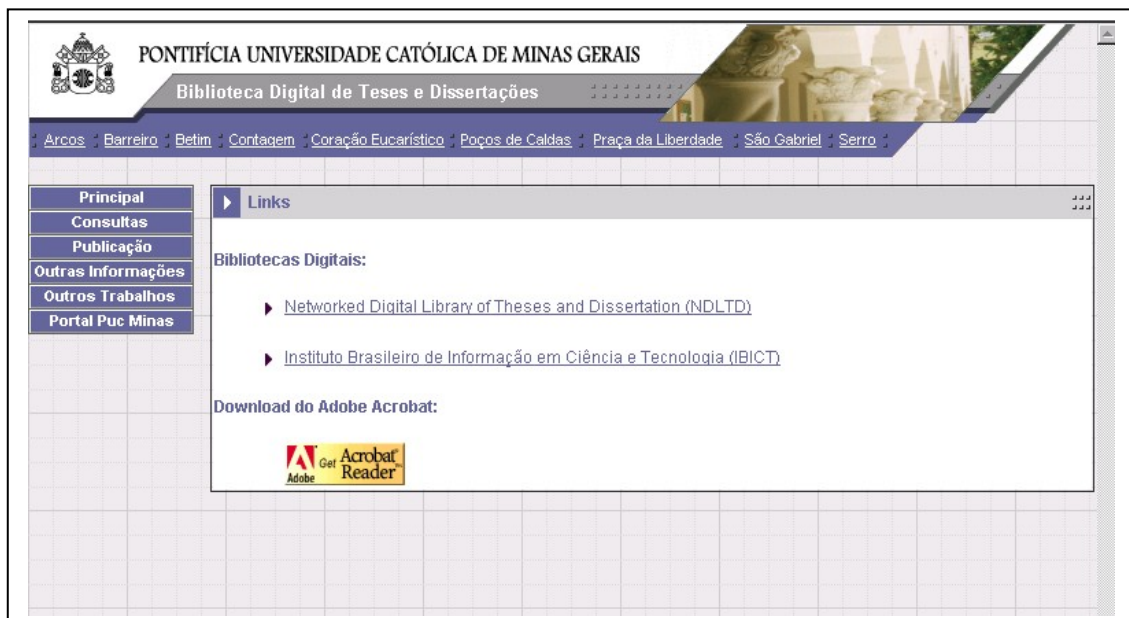 PONTIFÍCIA UNIVERSIDADE CATÓLICA DE MINAS GERAIS
Biblioteca Digital de Teses e Dissertações
Arcos Barreiro Betim Contagem Coração Eucarístico Poços de Caldas Praça da Liberdade São Gabriel Serro
Principal
Consultas
Publicação
Outras Informações
Outros Trabalhos
Portal Puc Minas
Links
Bibliotecas Digitais:
Networked Digital Library of Theses and Dissertation (NDLTD)
Instituto Brasileiro de Informação em Ciência e Tecnologia (IBICT)
Download do Adobe Acrobat:
Adobe
Get Acrobat
Reader